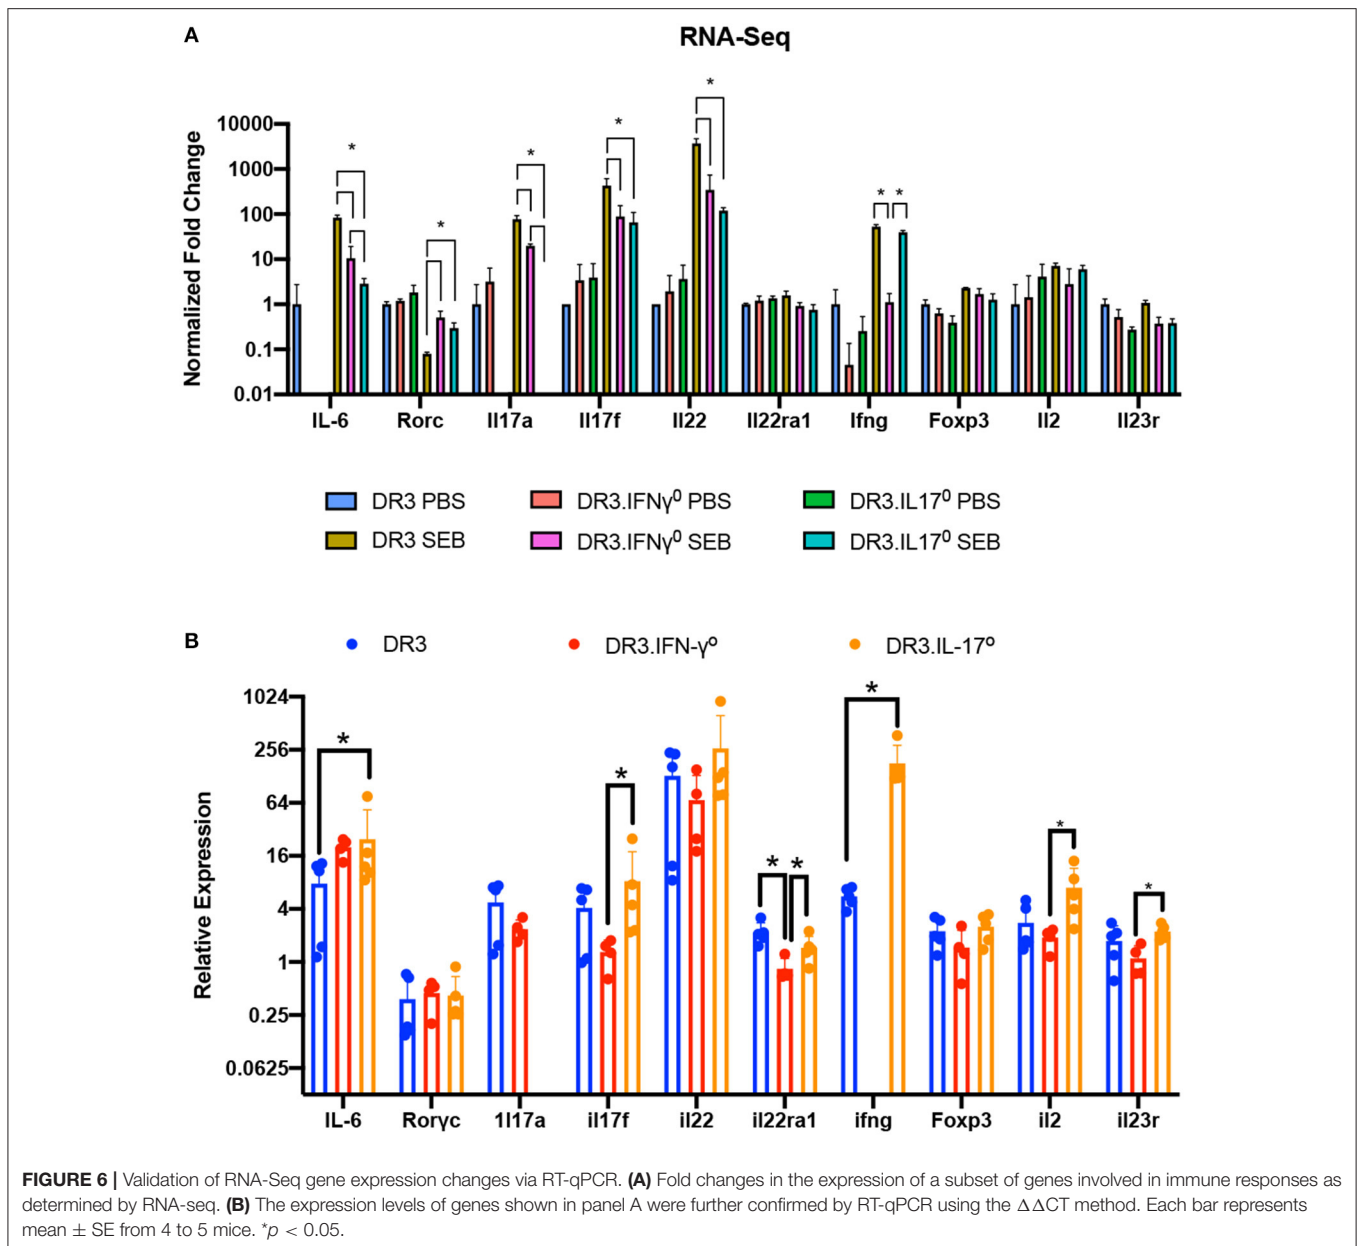 A
RNA-Seq
Normalized Fold Change
10000
1000
100
10
1
0.1
0.01
* * * * * * *
IL-6 Rorc Il17a Il17f Il22 Il22ra1 Ifng Foxp3 Il2 Il23r
DR3 PBS DR3.IFNγ⁰ PBS DR3.IL17⁰ PBS
DR3 SEB DR3.IFNγ⁰ SEB DR3.IL17⁰ SEB
B
DR3 DR3.IFN-γº DR3.IL-17º
Relative Expression
1024
256
64
16
4
1
0.25
0.0625
* * * * * * *
IL-6 Rorγc 1l17a il17f il22 il22ra1 ifng Foxp3 il2 il23r
FIGURE 6 | Validation of RNA-Seq gene expression changes via RT-qPCR. (A) Fold changes in the expression of a subset of genes involved in immune responses as
determined by RNA-seq. (B) The expression levels of genes shown in panel A were further confirmed by RT-qPCR using the ΔΔCT method. Each bar represents
mean ± SE from 4 to 5 mice. *p < 0.05.